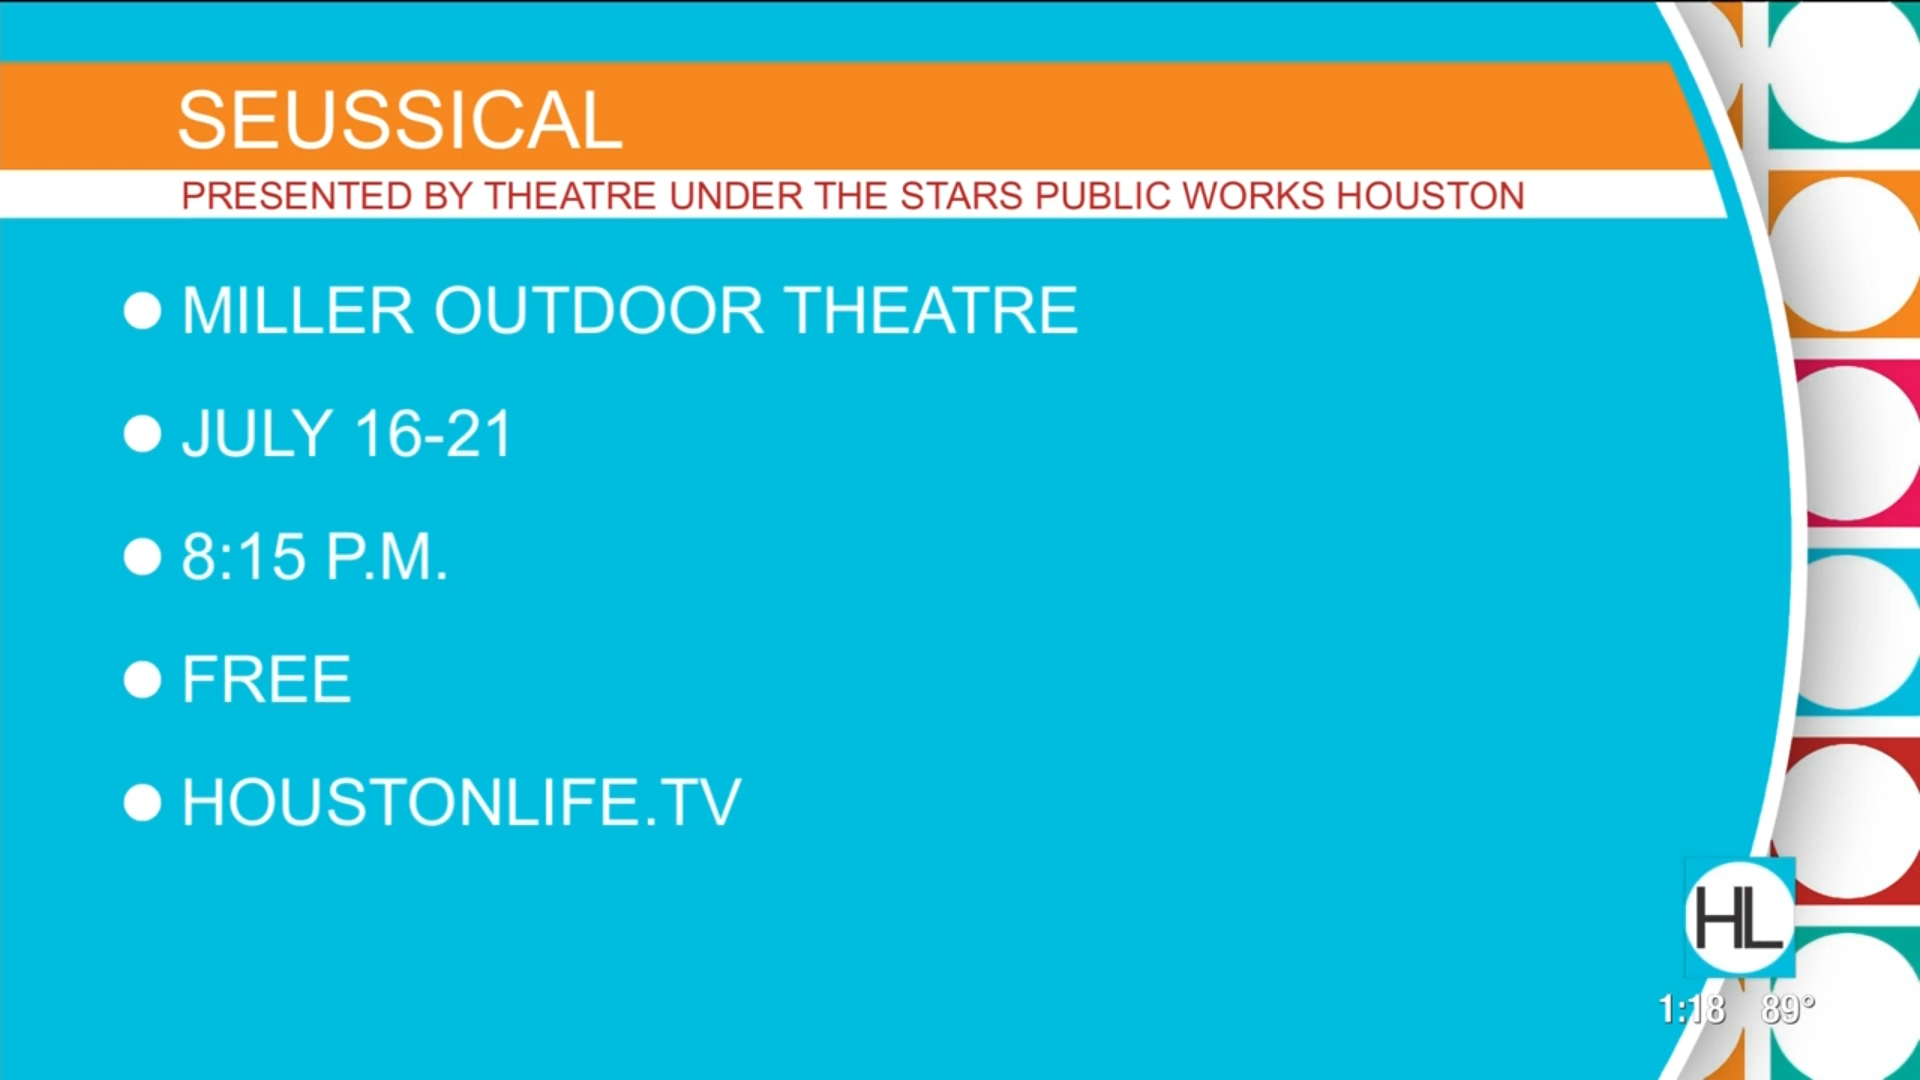 SEUSSICAL
PRESENTED BY THEATRE UNDER THE STARS PUBLIC WORKS HOUSTON
MILLER OUTDOOR THEATRE
JULY 16-21
8:15 P.M.
FREE
HOUSTONLIFE.TV
HL
1:18 89°